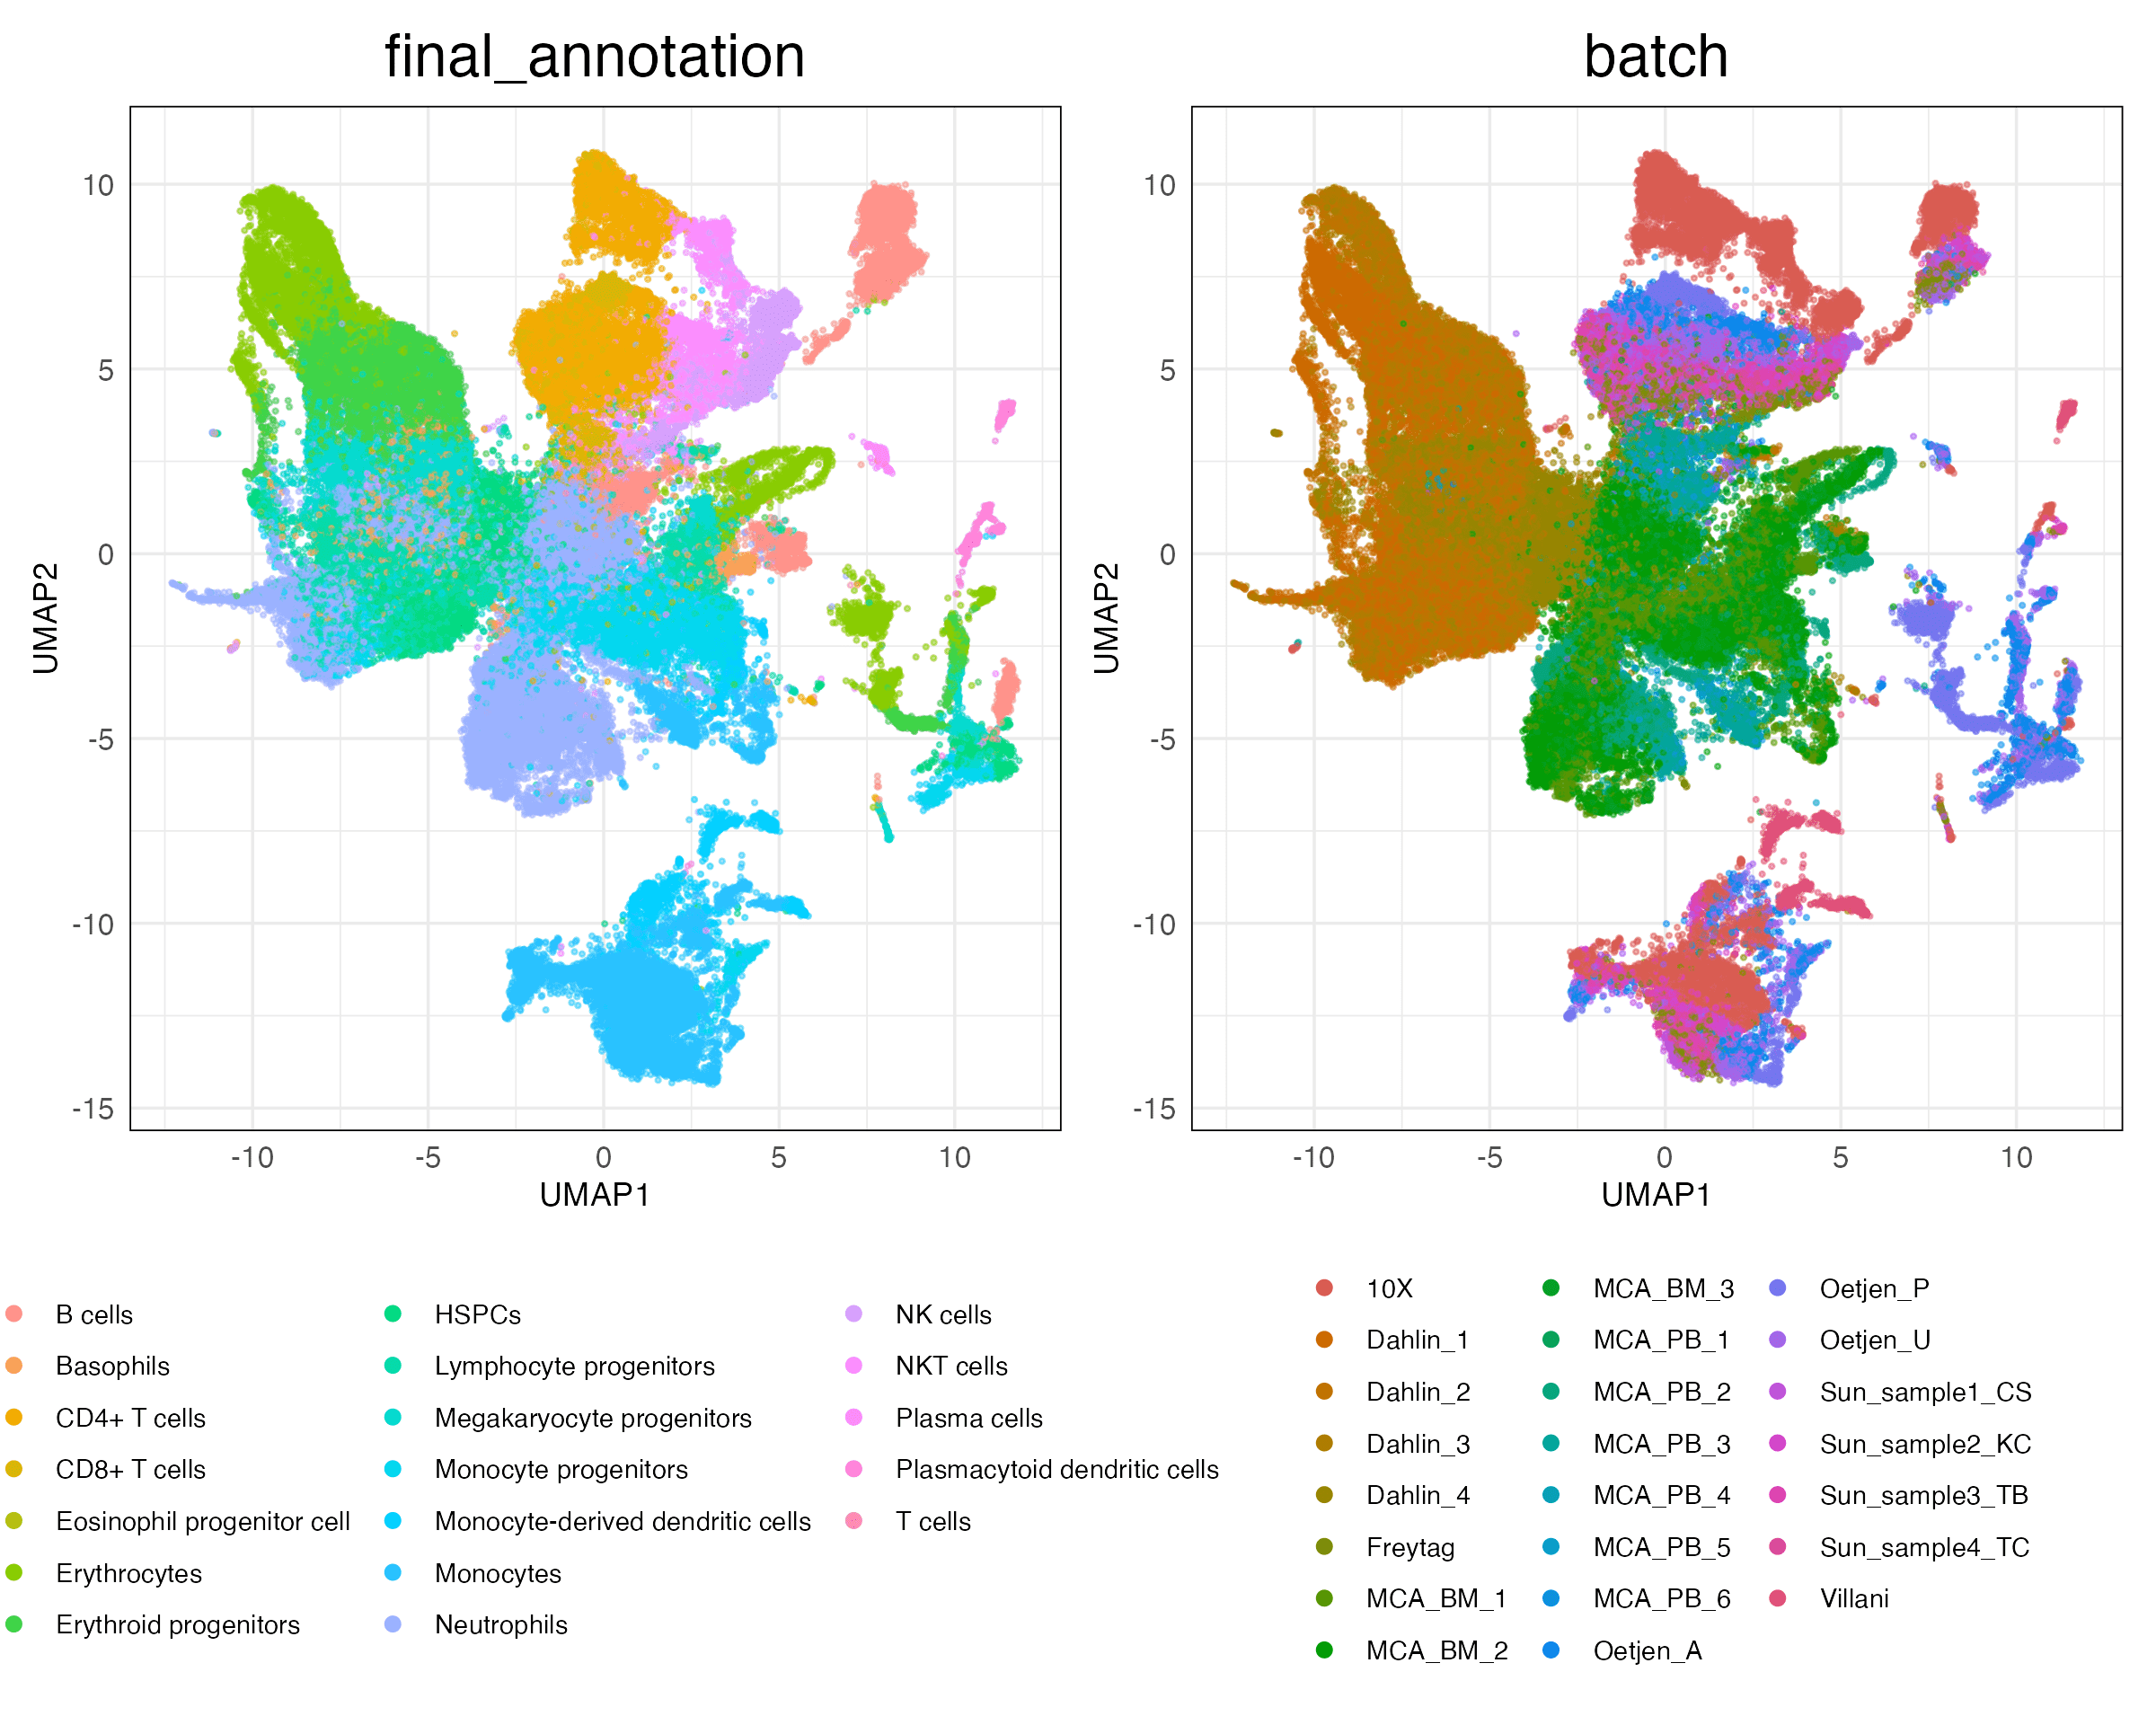 final_annotation
batch
10
5
0
-5
-10
-15
UMAP2
-10
-5
0
5
10
UMAP1
10
5
0
-5
-10
-15
UMAP2
-10
-5
0
5
10
UMAP1
B cells
Basophils
CD4+ T cells
CD8+ T cells
Eosinophil progenitor cell
Erythrocytes
Erythroid progenitors
HSPCs
Lymphocyte progenitors
Megakaryocyte progenitors
Monocyte progenitors
Monocyte-derived dendritic cells
Monocytes
Neutrophils
NK cells
NKT cells
Plasma cells
Plasmacytoid dendritic cells
T cells
10X
Dahlin_1
Dahlin_2
Dahlin_3
Dahlin_4
Freytag
MCA_BM_1
MCA_BM_2
MCA_BM_3
MCA_PB_1
MCA_PB_2
MCA_PB_3
MCA_PB_4
MCA_PB_5
MCA_PB_6
Oetjen_A
Oetjen_P
Oetjen_U
Sun_sample1_CS
Sun_sample2_KC
Sun_sample3_TB
Sun_sample4_TC
Villani